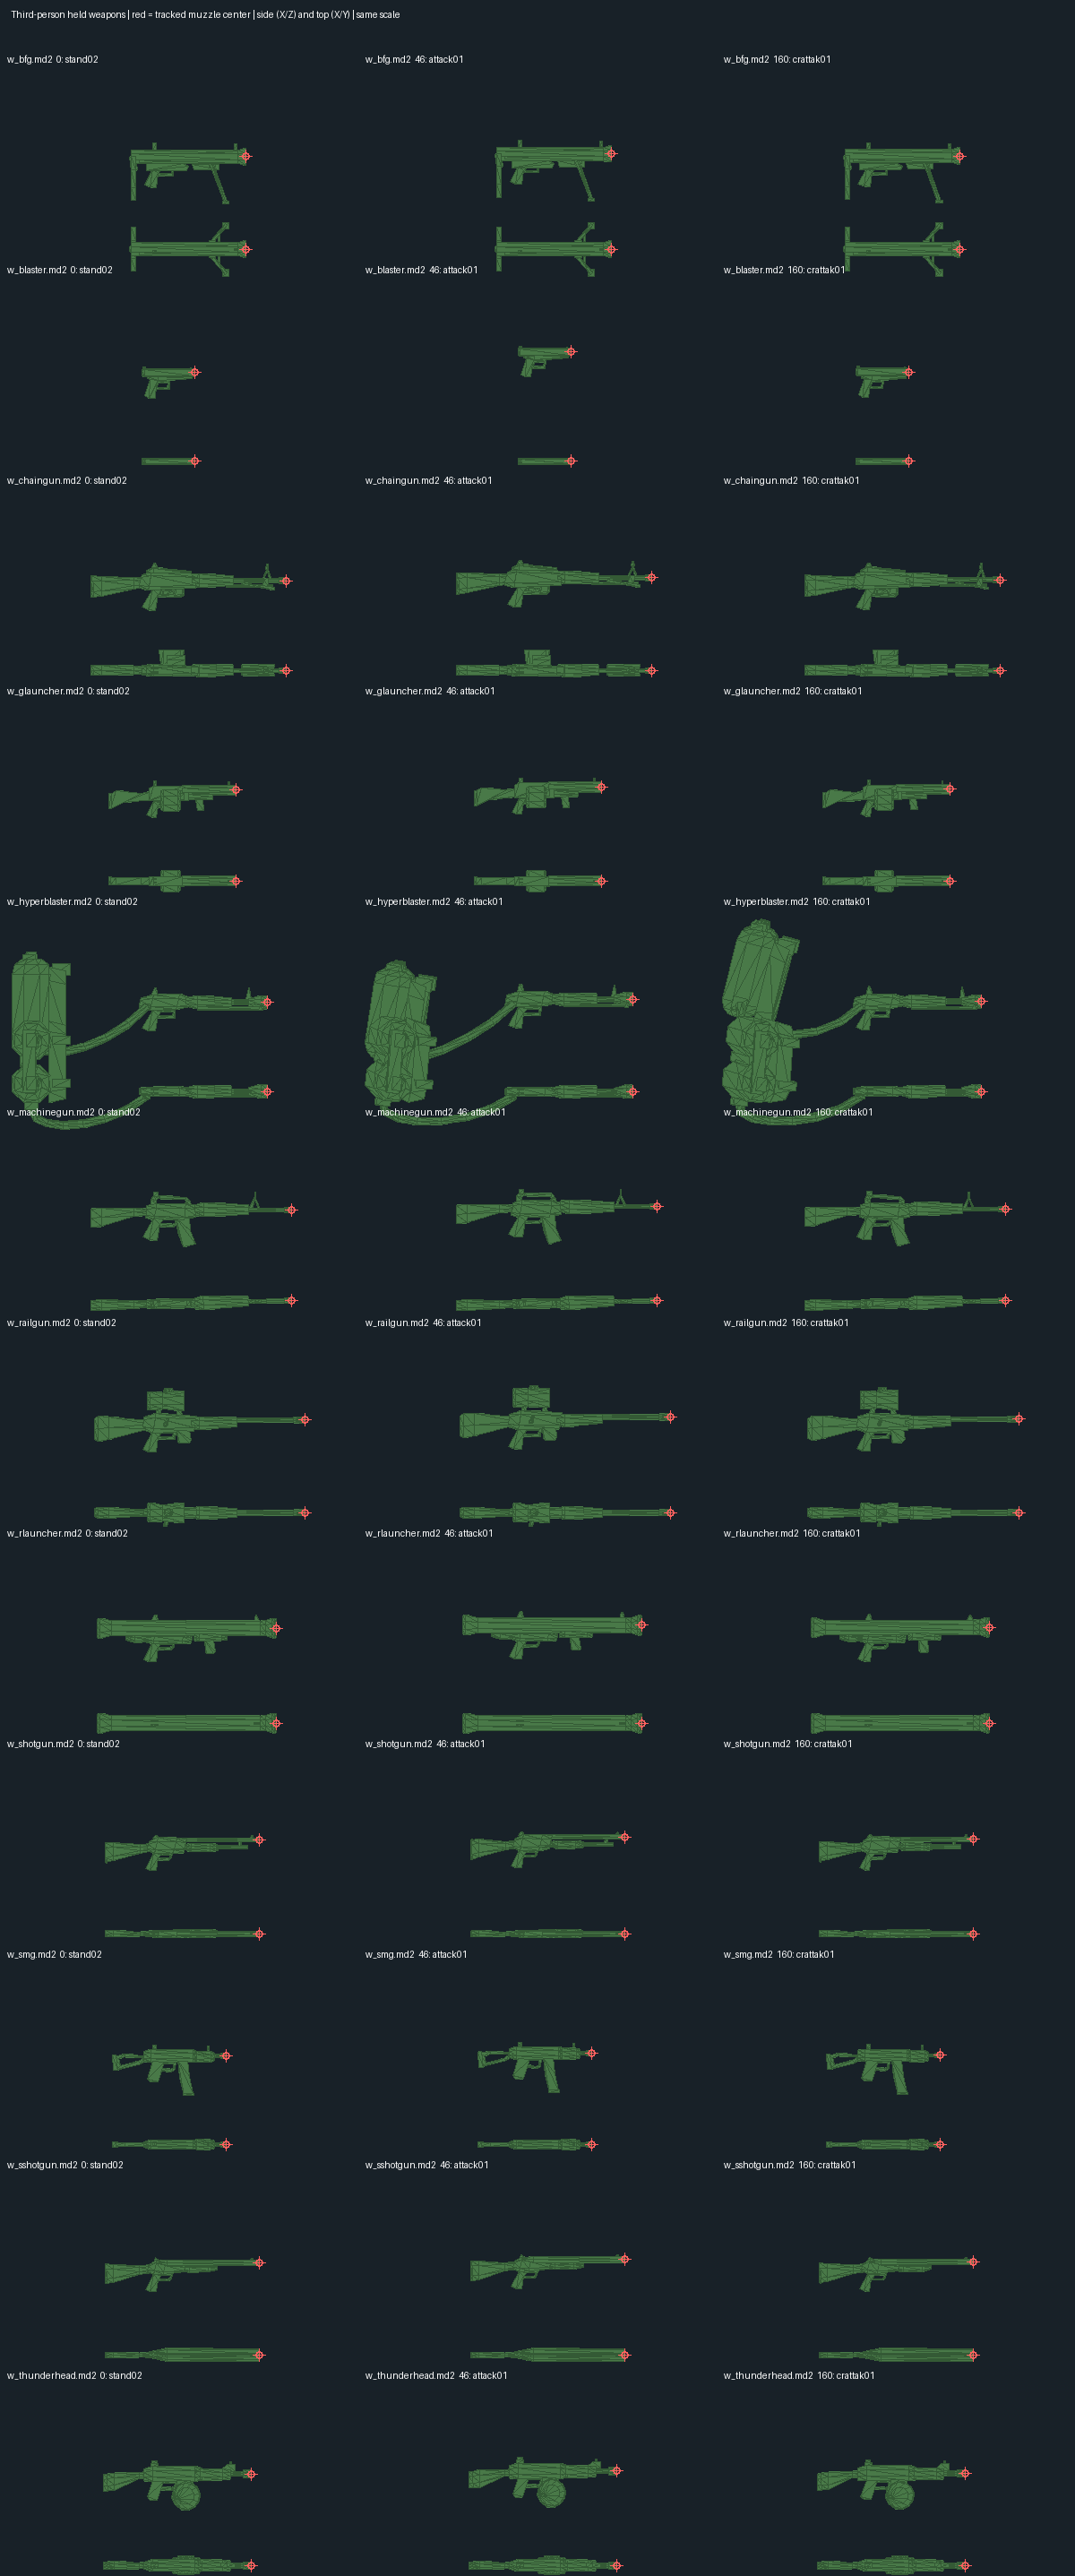 Third-person held weapons | red = tracked muzzle center | side (X/Z) and top (X/Y) | same scale
w_bfg.md2 0: stand02
w_bfg.md2 46: attack01
w_bfg.md2 160: crattak01
w_blaster.md2 0: stand02
w_blaster.md2 46: attack01
w_blaster.md2 160: crattak01
w_chaingun.md2 0: stand02
w_chaingun.md2 46: attack01
w_chaingun.md2 160: crattak01
w_glauncher.md2 0: stand02
w_glauncher.md2 46: attack01
w_glauncher.md2 160: crattak01
w_hyperblaster.md2 0: stand02
w_hyperblaster.md2 46: attack01
w_hyperblaster.md2 160: crattak01
w_machinegun.md2 0: stand02
w_machinegun.md2 46: attack01
w_machinegun.md2 160: crattak01
w_railgun.md2 0: stand02
w_railgun.md2 46: attack01
w_railgun.md2 160: crattak01
w_rlauncher.md2 0: stand02
w_rlauncher.md2 46: attack01
w_rlauncher.md2 160: crattak01
w_shotgun.md2 0: stand02
w_shotgun.md2 46: attack01
w_shotgun.md2 160: crattak01
w_smg.md2 0: stand02
w_smg.md2 46: attack01
w_smg.md2 160: crattak01
w_sshotgun.md2 0: stand02
w_sshotgun.md2 46: attack01
w_sshotgun.md2 160: crattak01
w_thunderhead.md2 0: stand02
w_thunderhead.md2 46: attack01
w_thunderhead.md2 160: crattak01